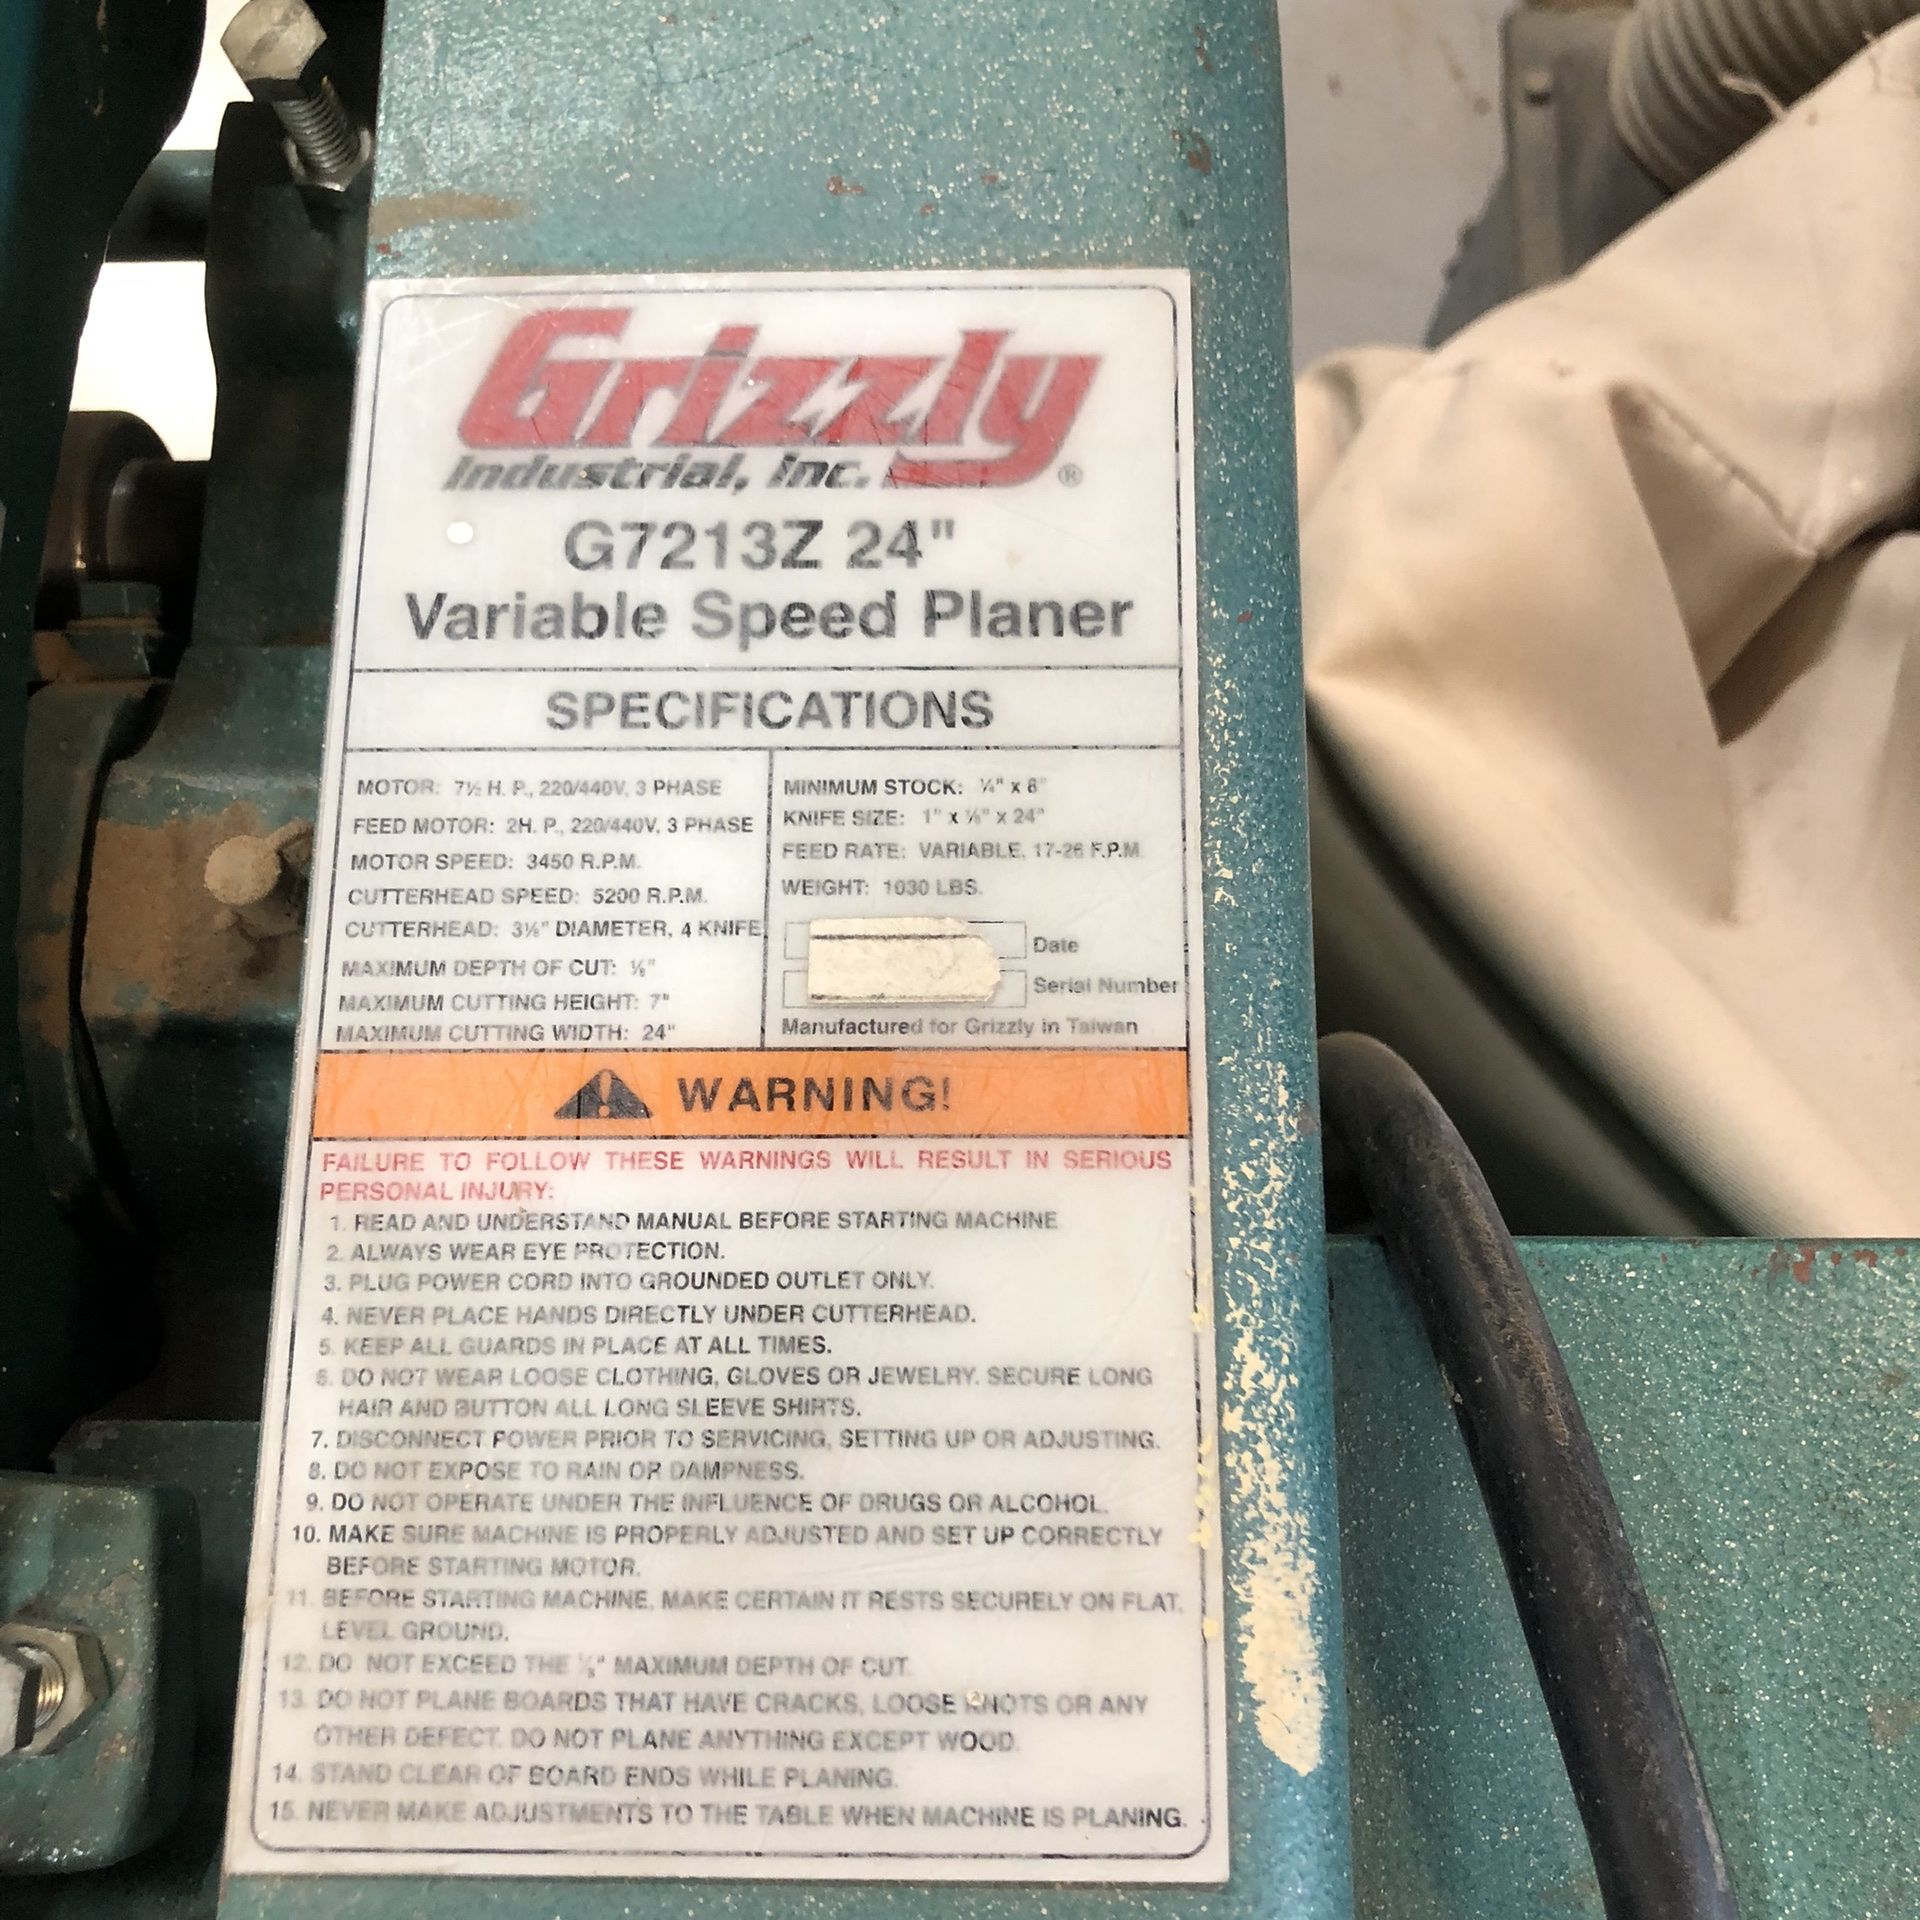 Grizzly
Industrial, Inc. ®
G7213Z 24"
Variable Speed Planer
SPECIFICATIONS
MOTOR: 7½ H. P., 220/440V, 3 PHASE
FEED MOTOR: 2H. P., 220/440V, 3 PHASE
MOTOR SPEED: 3450 R.P.M.
CUTTERHEAD SPEED: 5200 R.P.M.
CUTTERHEAD: 3⅛" DIAMETER, 4 KNIFE
MAXIMUM DEPTH OF CUT: ⅛"
MAXIMUM CUTTING HEIGHT: 7"
MAXIMUM CUTTING WIDTH: 24"
MINIMUM STOCK: ¼" x 8"
KNIFE SIZE: 1" x ⅛" x 24"
FEED RATE: VARIABLE, 17-26 F.P.M.
WEIGHT: 1030 LBS.
Date
Serial Number
Manufactured for Grizzly in Taiwan
WARNING!
FAILURE TO FOLLOW THESE WARNINGS WILL RESULT IN SERIOUS
PERSONAL INJURY:
1. READ AND UNDERSTAND MANUAL BEFORE STARTING MACHINE
2. ALWAYS WEAR EYE PROTECTION.
3. PLUG POWER CORD INTO GROUNDED OUTLET ONLY.
4. NEVER PLACE HANDS DIRECTLY UNDER CUTTERHEAD.
5. KEEP ALL GUARDS IN PLACE AT ALL TIMES.
6. DO NOT WEAR LOOSE CLOTHING, GLOVES OR JEWELRY. SECURE LONG
HAIR AND BUTTON ALL LONG SLEEVE SHIRTS.
7. DISCONNECT POWER PRIOR TO SERVICING, SETTING UP OR ADJUSTING.
8. DO NOT EXPOSE TO RAIN OR DAMPNESS.
9. DO NOT OPERATE UNDER THE INFLUENCE OF DRUGS OR ALCOHOL.
10. MAKE SURE MACHINE IS PROPERLY ADJUSTED AND SET UP CORRECTLY
BEFORE STARTING MOTOR.
11. BEFORE STARTING MACHINE, MAKE CERTAIN IT RESTS SECURELY ON FLAT,
LEVEL GROUND.
12. DO NOT EXCEED THE ⅛" MAXIMUM DEPTH OF CUT.
13. DO NOT PLANE BOARDS THAT HAVE CRACKS, LOOSE KNOTS OR ANY
OTHER DEFECT. DO NOT PLANE ANYTHING EXCEPT WOOD.
14. STAND CLEAR OF BOARD ENDS WHILE PLANING.
15. NEVER MAKE ADJUSTMENTS TO THE TABLE WHEN MACHINE IS PLANING.